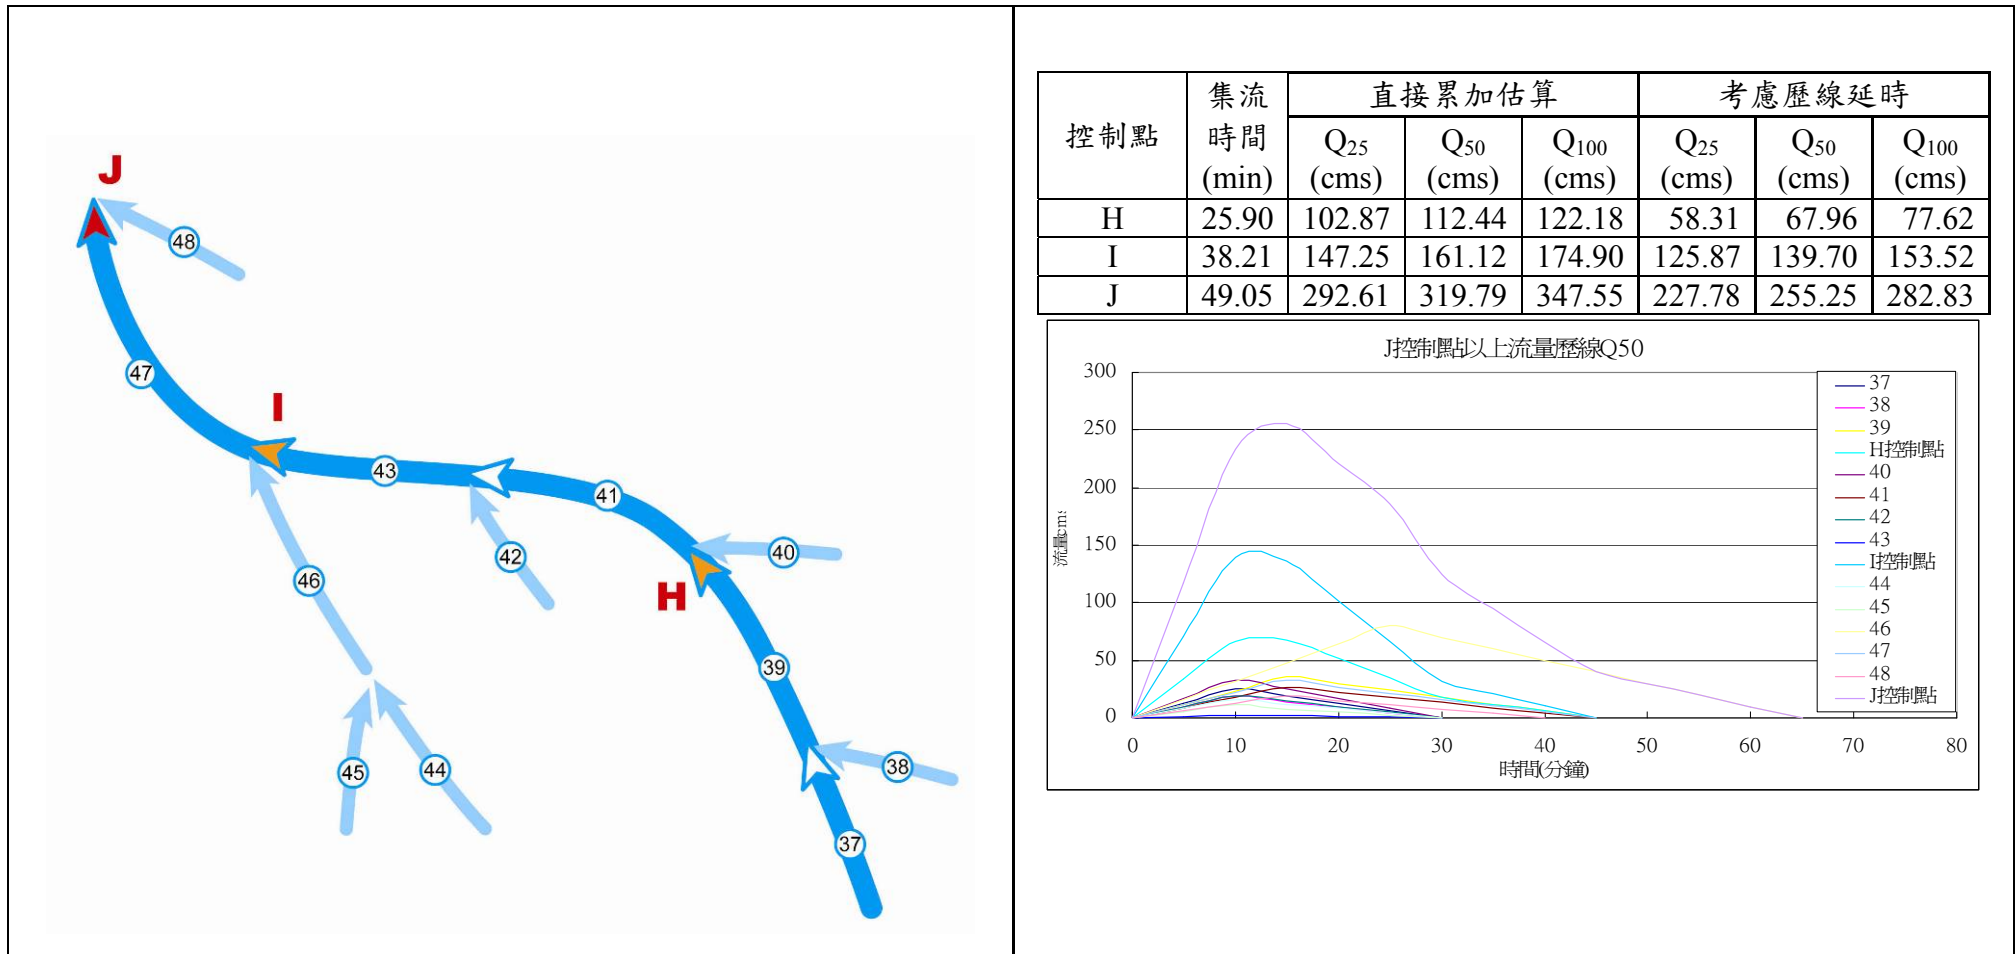 J
48
47
I
43
41
42
40
46
H
39
45
44
38
37
控制點 集流時間(min) 直接累加估算 考慮歷線延時
Q25 (cms) Q50 (cms) Q100 (cms) Q25 (cms) Q50 (cms) Q100 (cms)
H 25.90 102.87 112.44 122.18 58.31 67.96 77.62
I 38.21 147.25 161.12 174.90 125.87 139.70 153.52
J 49.05 292.61 319.79 347.55 227.78 255.25 282.83
J控制點以上流量歷線Q50
300
250
200
150
100
50
0
流量cms
0 10 20 30 40 50 60 70 80
時間(分鐘)
37
38
39
H控制點
40
41
42
43
I控制點
44
45
46
47
48
J控制點